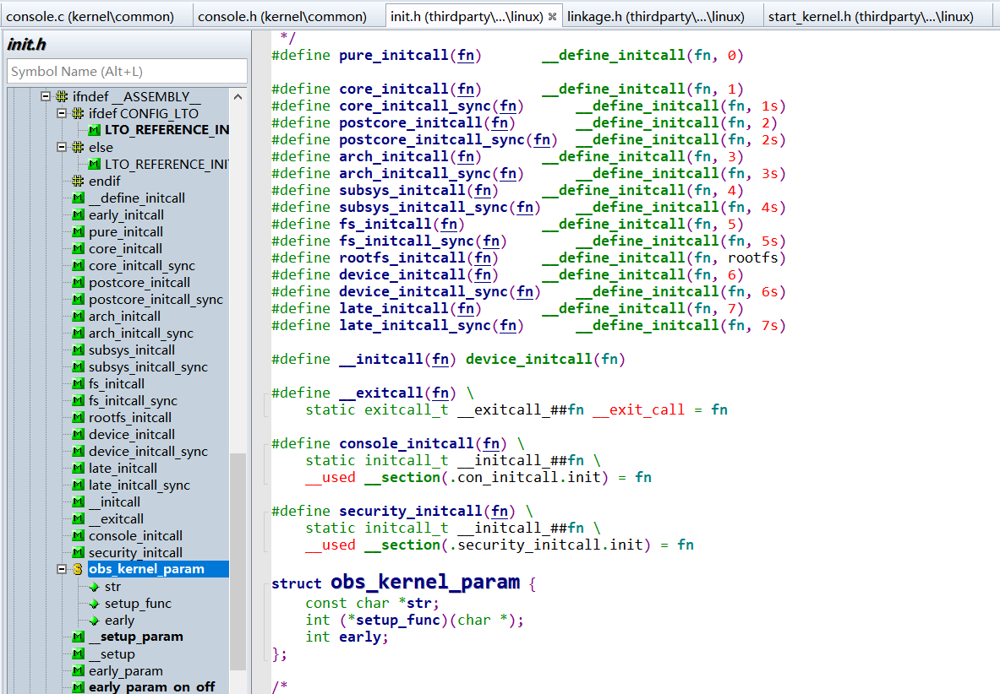 console.c (kernel\common)
console.h (kernel\common)
init.h (thirdparty\...\linux)
linkage.h (thirdparty\...\linux)
start_kernel.h (thirdparty\...\linux)
init.h
Symbol Name (Alt+L)
ifndef __ASSEMBLY__
ifdef CONFIG_LTO
LTO_REFERENCE_IN
else
LTO_REFERENCE_INI
endif
__define_initcall
early_initcall
pure_initcall
core_initcall
core_initcall_sync
postcore_initcall
postcore_initcall_sync
arch_initcall
arch_initcall_sync
subsys_initcall
subsys_initcall_sync
fs_initcall
fs_initcall_sync
rootfs_initcall
device_initcall
device_initcall_sync
late_initcall
late_initcall_sync
__initcall
__exitcall
console_initcall
security_initcall
obs_kernel_param
str
setup_func
early
__setup_param
__setup
early_param
early_param_on_off
*/
#define pure_initcall(fn) __define_initcall(fn, 0)
#define core_initcall(fn) __define_initcall(fn, 1)
#define core_initcall_sync(fn) __define_initcall(fn, 1s)
#define postcore_initcall(fn) __define_initcall(fn, 2)
#define postcore_initcall_sync(fn) __define_initcall(fn, 2s)
#define arch_initcall(fn) __define_initcall(fn, 3)
#define arch_initcall_sync(fn) __define_initcall(fn, 3s)
#define subsys_initcall(fn) __define_initcall(fn, 4)
#define subsys_initcall_sync(fn) __define_initcall(fn, 4s)
#define fs_initcall(fn) __define_initcall(fn, 5)
#define fs_initcall_sync(fn) __define_initcall(fn, 5s)
#define rootfs_initcall(fn) __define_initcall(fn, rootfs)
#define device_initcall(fn) __define_initcall(fn, 6)
#define device_initcall_sync(fn) __define_initcall(fn, 6s)
#define late_initcall(fn) __define_initcall(fn, 7)
#define late_initcall_sync(fn) __define_initcall(fn, 7s)
#define __initcall(fn) device_initcall(fn)
#define __exitcall(fn) \
static exitcall_t __exitcall_##fn __exit_call = fn
#define console_initcall(fn) \
static initcall_t __initcall_##fn \
__used __section(.con_initcall.init) = fn
#define security_initcall(fn) \
static initcall_t __initcall_##fn \
__used __section(.security_initcall.init) = fn
struct obs_kernel_param {
const char *str;
int (*setup_func)(char *);
int early;
};
/*